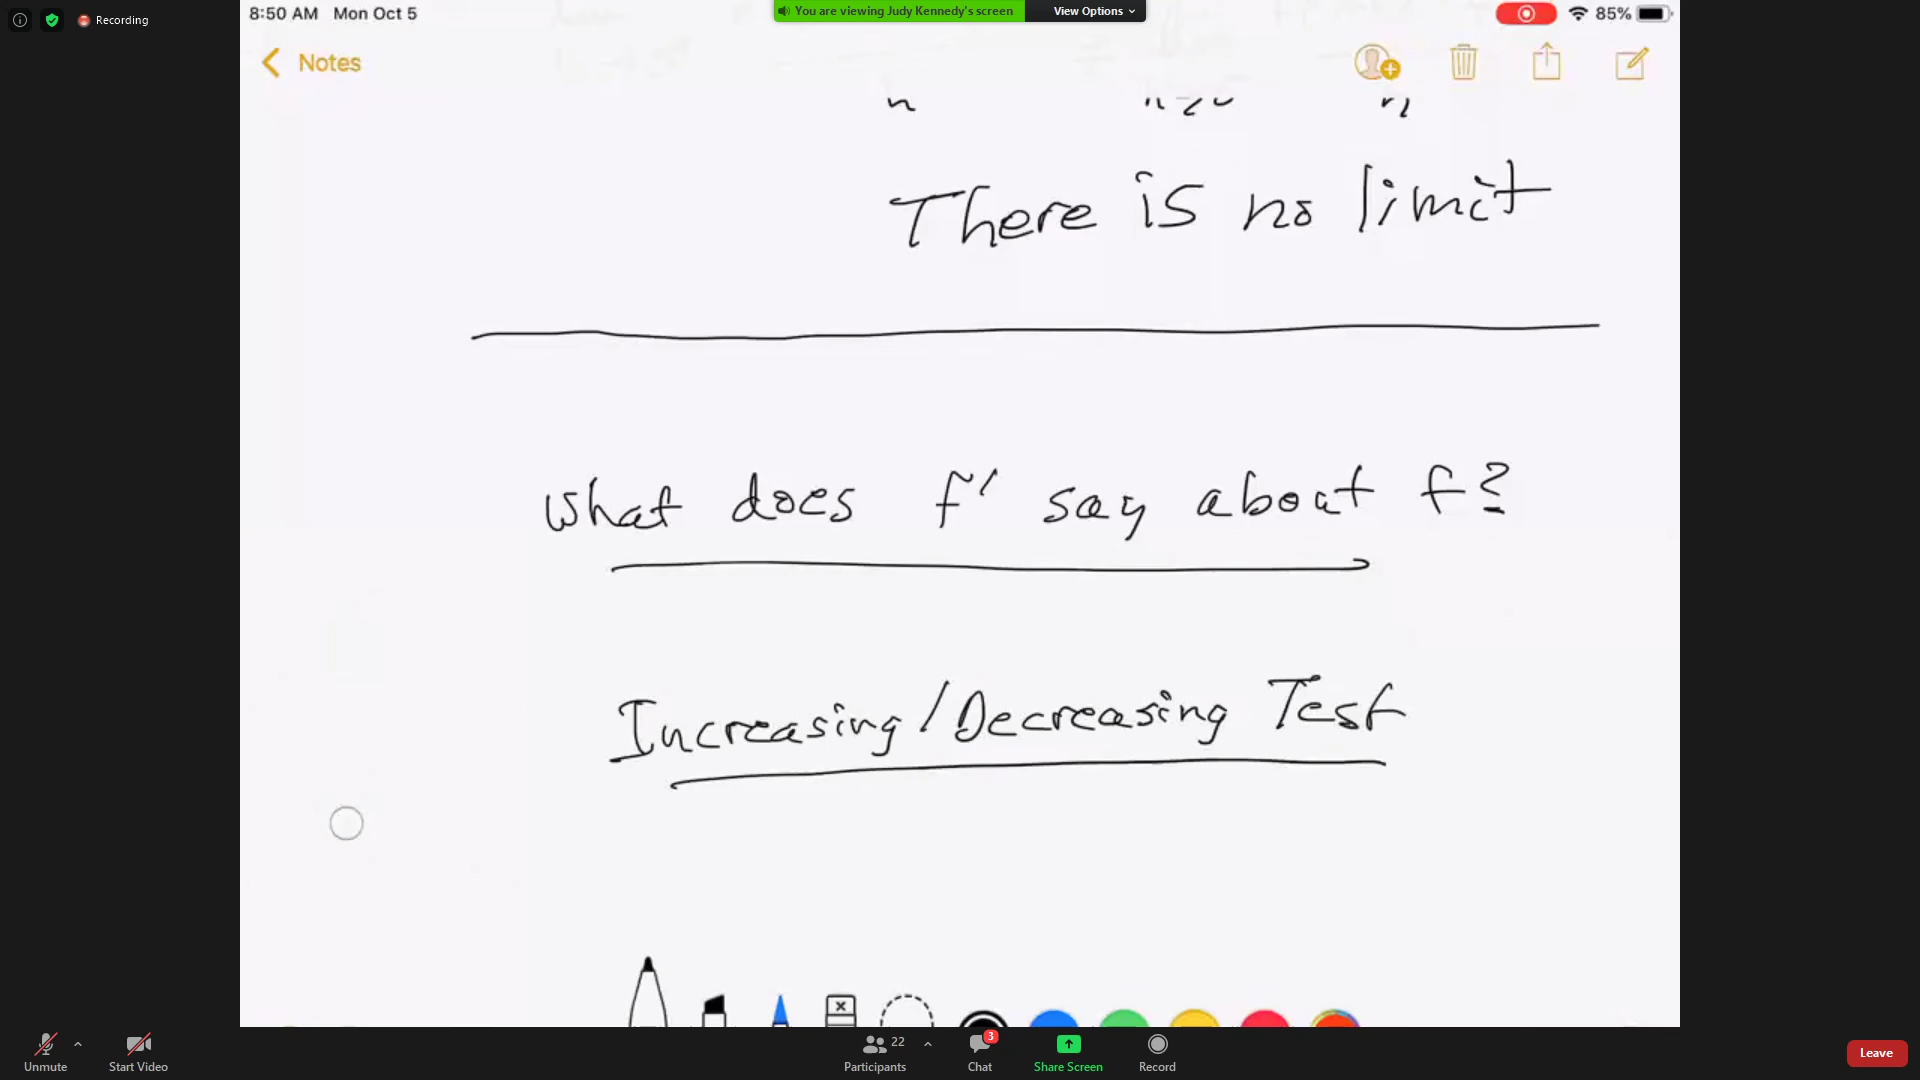 Recording
8:50 AM Mon Oct 5
You are viewing Judy Kennedy's screen
View Options
85%
Notes
There is no limit
What does f' say about f?
Increasing/Decreasing Test
Unmute
Start Video
22
Participants
3
Chat
Share Screen
Record
Leave